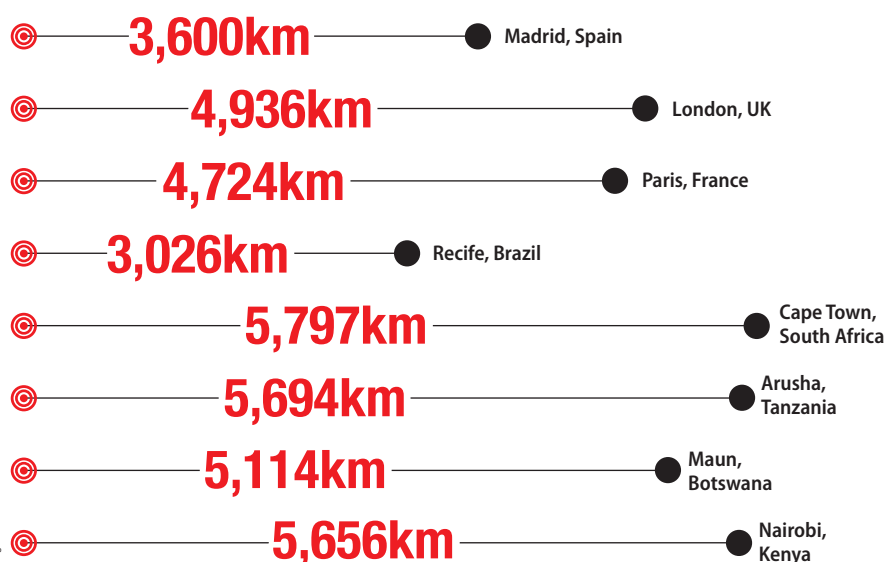 3,600km Madrid, Spain
4,936km London, UK
4,724km Paris, France
3,026km Recife, Brazil
5,797km Cape Town,
South Africa
5,694km Arusha,
Tanzania
5,114km Maun,
Botswana
5,656km Nairobi,
Kenya